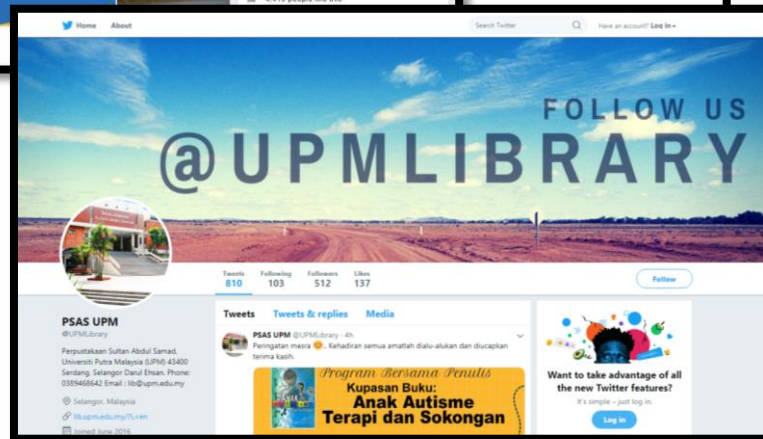 4,413 people like this
Home About Search Twitter Have an account? Log in
FOLLOW US
@UPMLIBRARY
Tweets Following Followers Likes
810 103 512 137
Follow
PSAS UPM
@UPMLibrary
Perpustakaan Sultan Abdul Samad,
Universiti Putra Malaysia (UPM) 43400
Serdang, Selangor Darul Ehsan. Phone:
0389468642 Email : lib@upm.edu.my
Selangor, Malaysia
lib.upm.edu.my/?L=en
Joined June 2016
Tweets Tweets & replies Media
PSAS UPM @UPMLibrary · 4h
Peringatan mesra 😊.. Kehadiran semua amatlah dialu-alukan dan diucapkan
terima kasih.
Program Bersama Penulis
Kupasan Buku:
Anak Autisme
Terapi dan Sokongan
Want to take advantage of all
the new Twitter features?
It's simple – just log in.
Log in